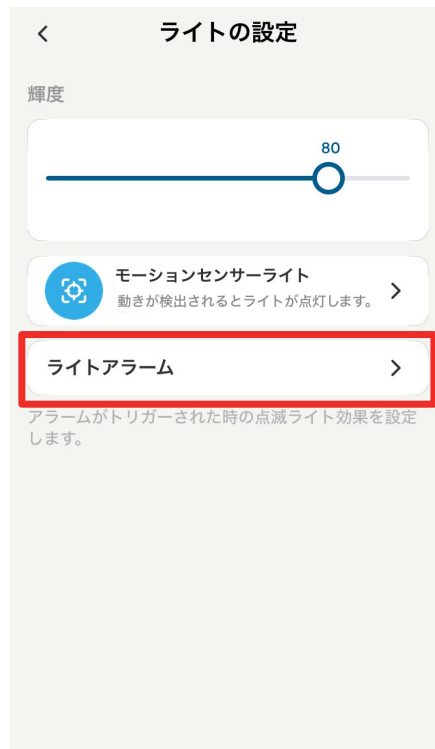 ライトの設定
輝度
80
モーションセンサーライト
動きが検出されるとライトが点灯します。
ライトアラーム
アラームがトリガーされた時の点滅ライト効果を設定
します。